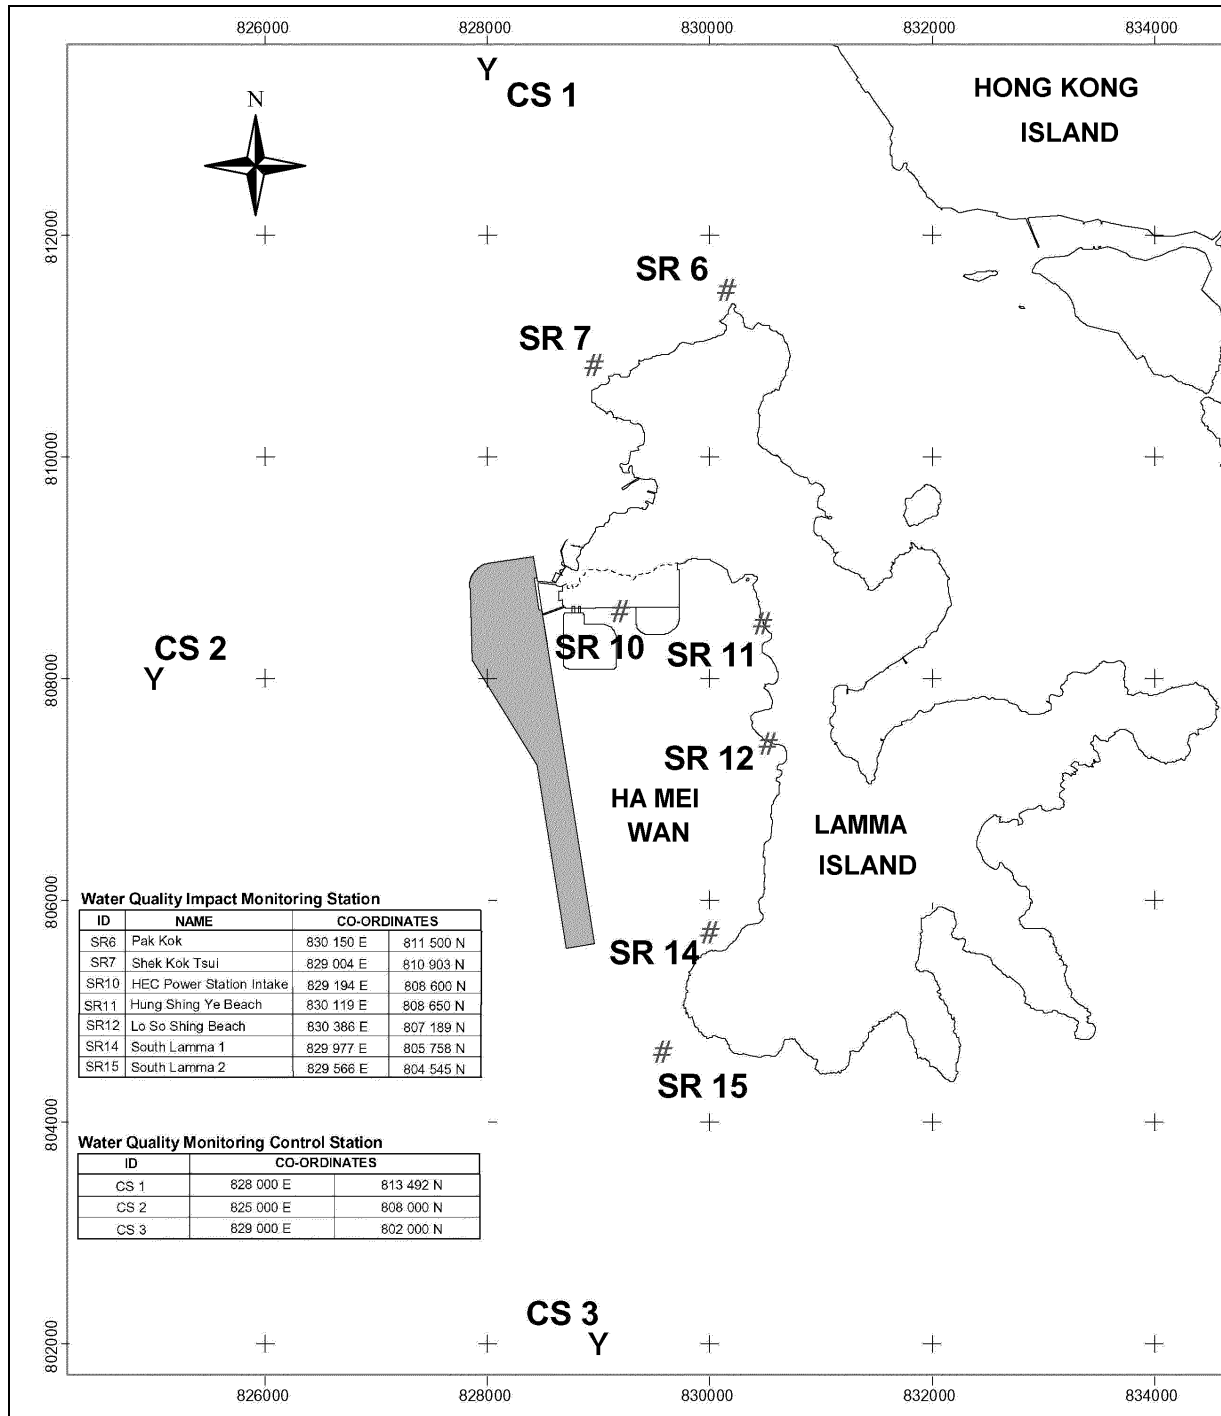 826000 828000 830000 832000 834000
Y
CS 1
HONG KONG
ISLAND
N
812000
SR 6
#
SR 7
#
810000
#
SR 10
#
SR 11
CS 2
Y
808000
#
SR 12
HA MEI
WAN
LAMMA
ISLAND
806000
Water Quality Impact Monitoring Station
ID NAME CO-ORDINATES
SR6 Pak Kok 830 150 E 811 500 N
SR7 Shek Kok Tsui 829 004 E 810 903 N
SR10 HEC Power Station Intake 829 194 E 808 600 N
SR11 Hung Shing Ye Beach 830 119 E 808 650 N
SR12 Lo So Shing Beach 830 386 E 807 189 N
SR14 South Lamma 1 829 977 E 805 758 N
SR15 South Lamma 2 829 566 E 804 545 N
#
SR 14
#
SR 15
804000
Water Quality Monitoring Control Station
ID CO-ORDINATES
CS 1 828 000 E 813 492 N
CS 2 825 000 E 808 000 N
CS 3 829 000 E 802 000 N
CS 3
Y
802000
826000 828000 830000 832000 834000